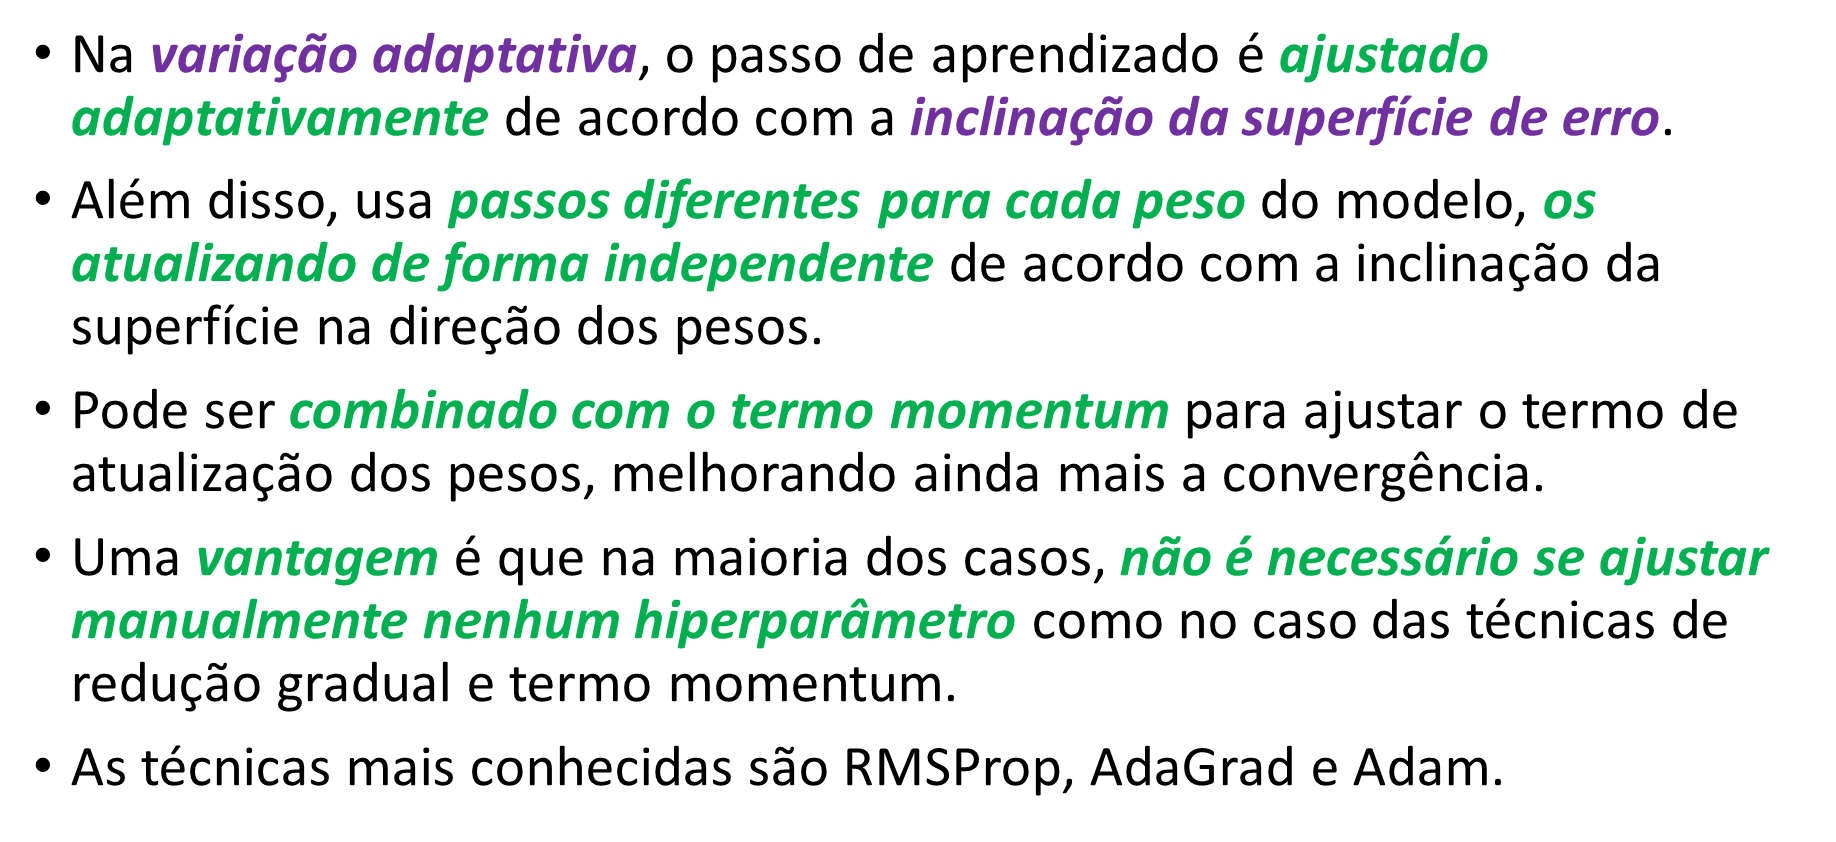 • Na variação adaptativa, o passo de aprendizado é ajustado
adaptativamente de acordo com a inclinação da superfície de erro.
• Além disso, usa passos diferentes para cada peso do modelo, os
atualizando de forma independente de acordo com a inclinação da
superfície na direção dos pesos.
• Pode ser combinado com o termo momentum para ajustar o termo de
atualização dos pesos, melhorando ainda mais a convergência.
• Uma vantagem é que na maioria dos casos, não é necessário se ajustar
manualmente nenhum hiperparâmetro como no caso das técnicas de
redução gradual e termo momentum.
• As técnicas mais conhecidas são RMSProp, AdaGrad e Adam.